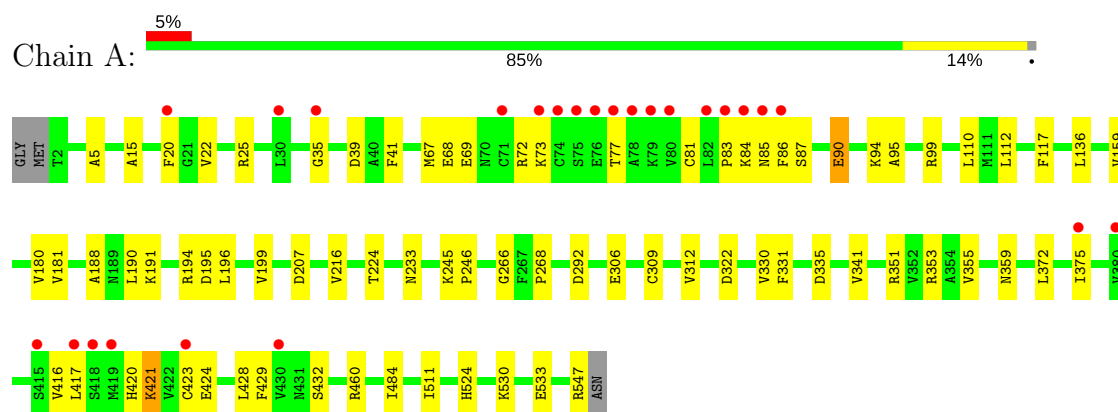 5%
Chain A:
85% 14% •
GLY MET T2 A5 A15 F20 G21 V22 R25 L30 G35 D39 A40 F41 M67 E68 E69 N70 C71 R72 K73 C74 S75 E76 T77 A78 K79 V80 C81 L82 P83 K84 N85 F86 S87 E90 K94 A95 R99 L110 M111 L112 F117 L136
V180 V181 A188 N189 L190 K191 R194 D195 L196 V199 D207 V216 T224 N233 K245 P246 G266 F267 P268 D292 E306 C309 V312 D322 V330 F331 D335 V341 R351 V352 R353 A354 V355 N359 L372 I375
S415 V416 L417 S418 M419 H420 K421 V422 C423 E424 L428 F429 V430 N431 S432 R460 I484 I511 H524 K530 E533 R547 ASN